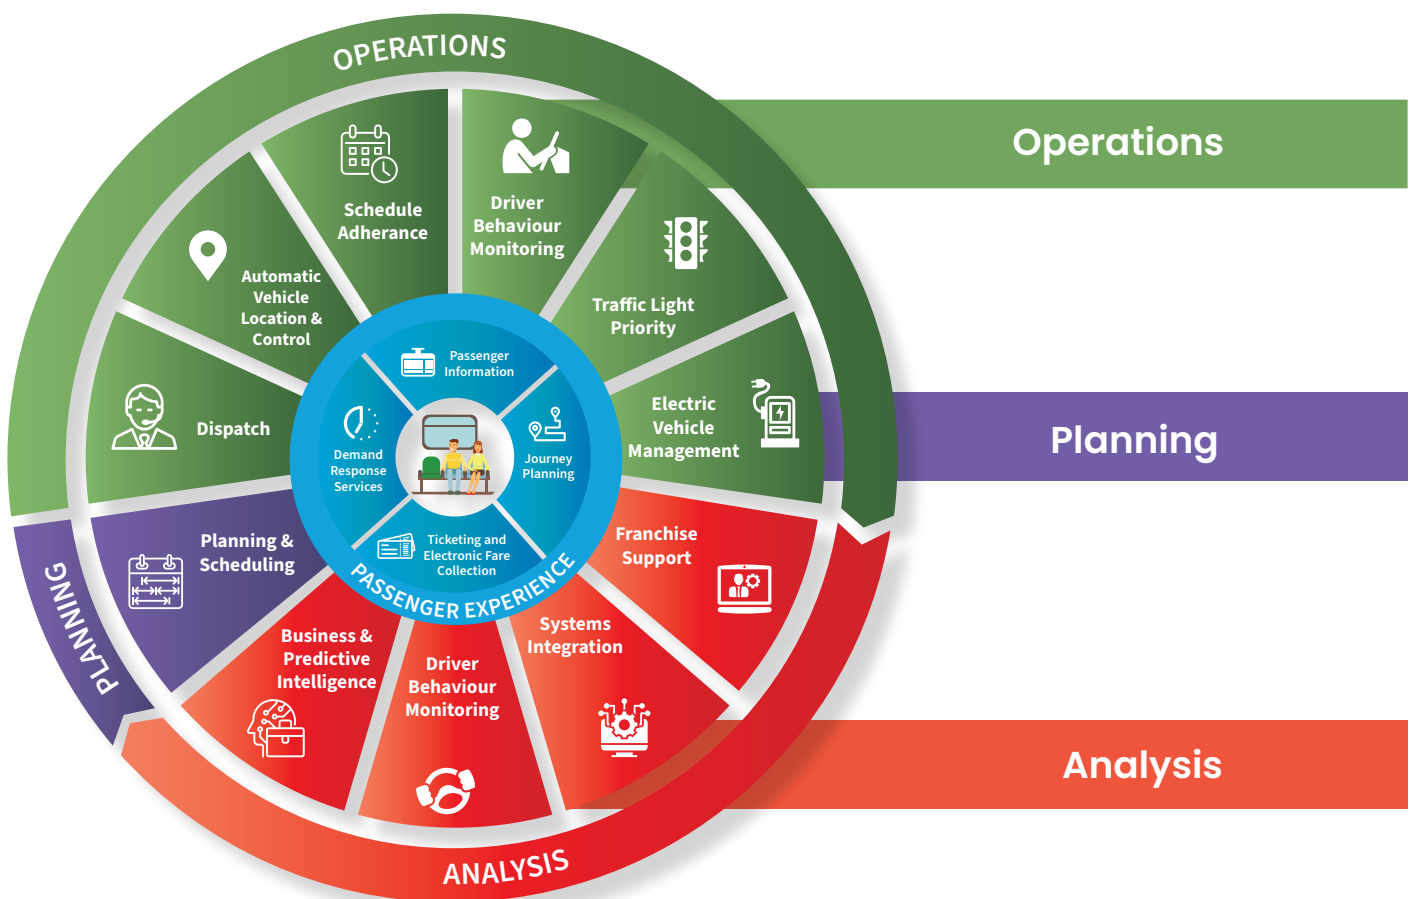 OPERATIONS
Operations
Schedule
Adherance
Driver
Behaviour
Monitoring
Automatic
Vehicle
Location &
Control
Traffic Light
Priority
Dispatch
Electric
Vehicle
Management
Planning
Passenger
Information
Demand
Response
Services
Journey
Planning
Ticketing and
Electronic Fare
Collection
PASSENGER EXPERIENCE
PLANNING
Planning &
Scheduling
Franchise
Support
Business &
Predictive
Intelligence
Driver
Behaviour
Monitoring
Systems
Integration
Analysis
ANALYSIS